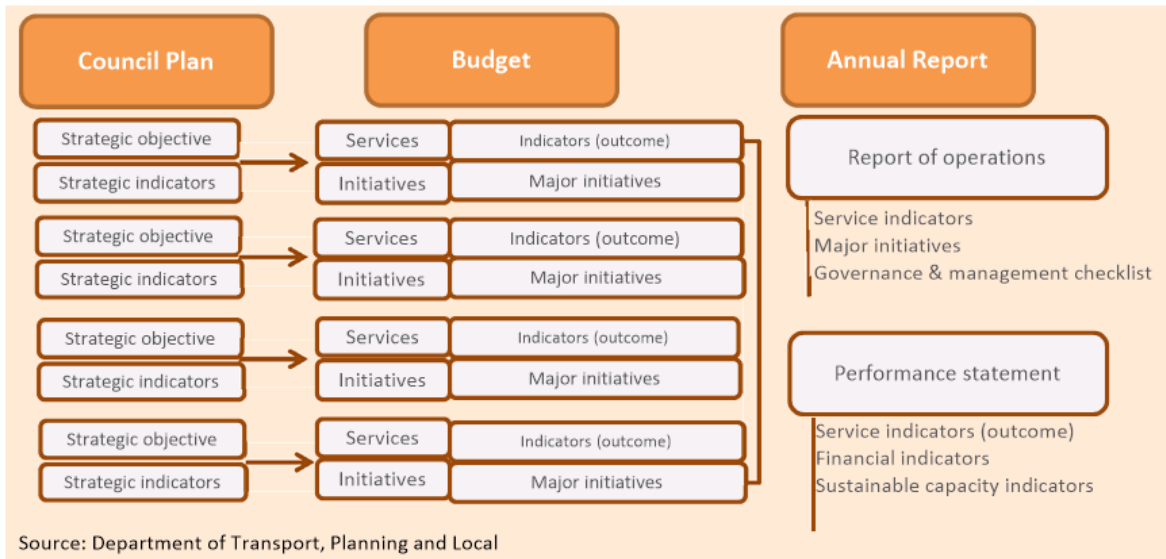 Council Plan
Budget
Annual Report
Strategic objective
Strategic indicators
Services
Indicators (outcome)
Initiatives
Major initiatives
Strategic objective
Strategic indicators
Services
Indicators (outcome)
Initiatives
Major initiatives
Strategic objective
Strategic indicators
Services
Indicators (outcome)
Initiatives
Major initiatives
Strategic objective
Strategic indicators
Services
Indicators (outcome)
Initiatives
Major initiatives
Report of operations
Service indicators
Major initiatives
Governance & management checklist
Performance statement
Service indicators (outcome)
Financial indicators
Sustainable capacity indicators
Source: Department of Transport, Planning and Local